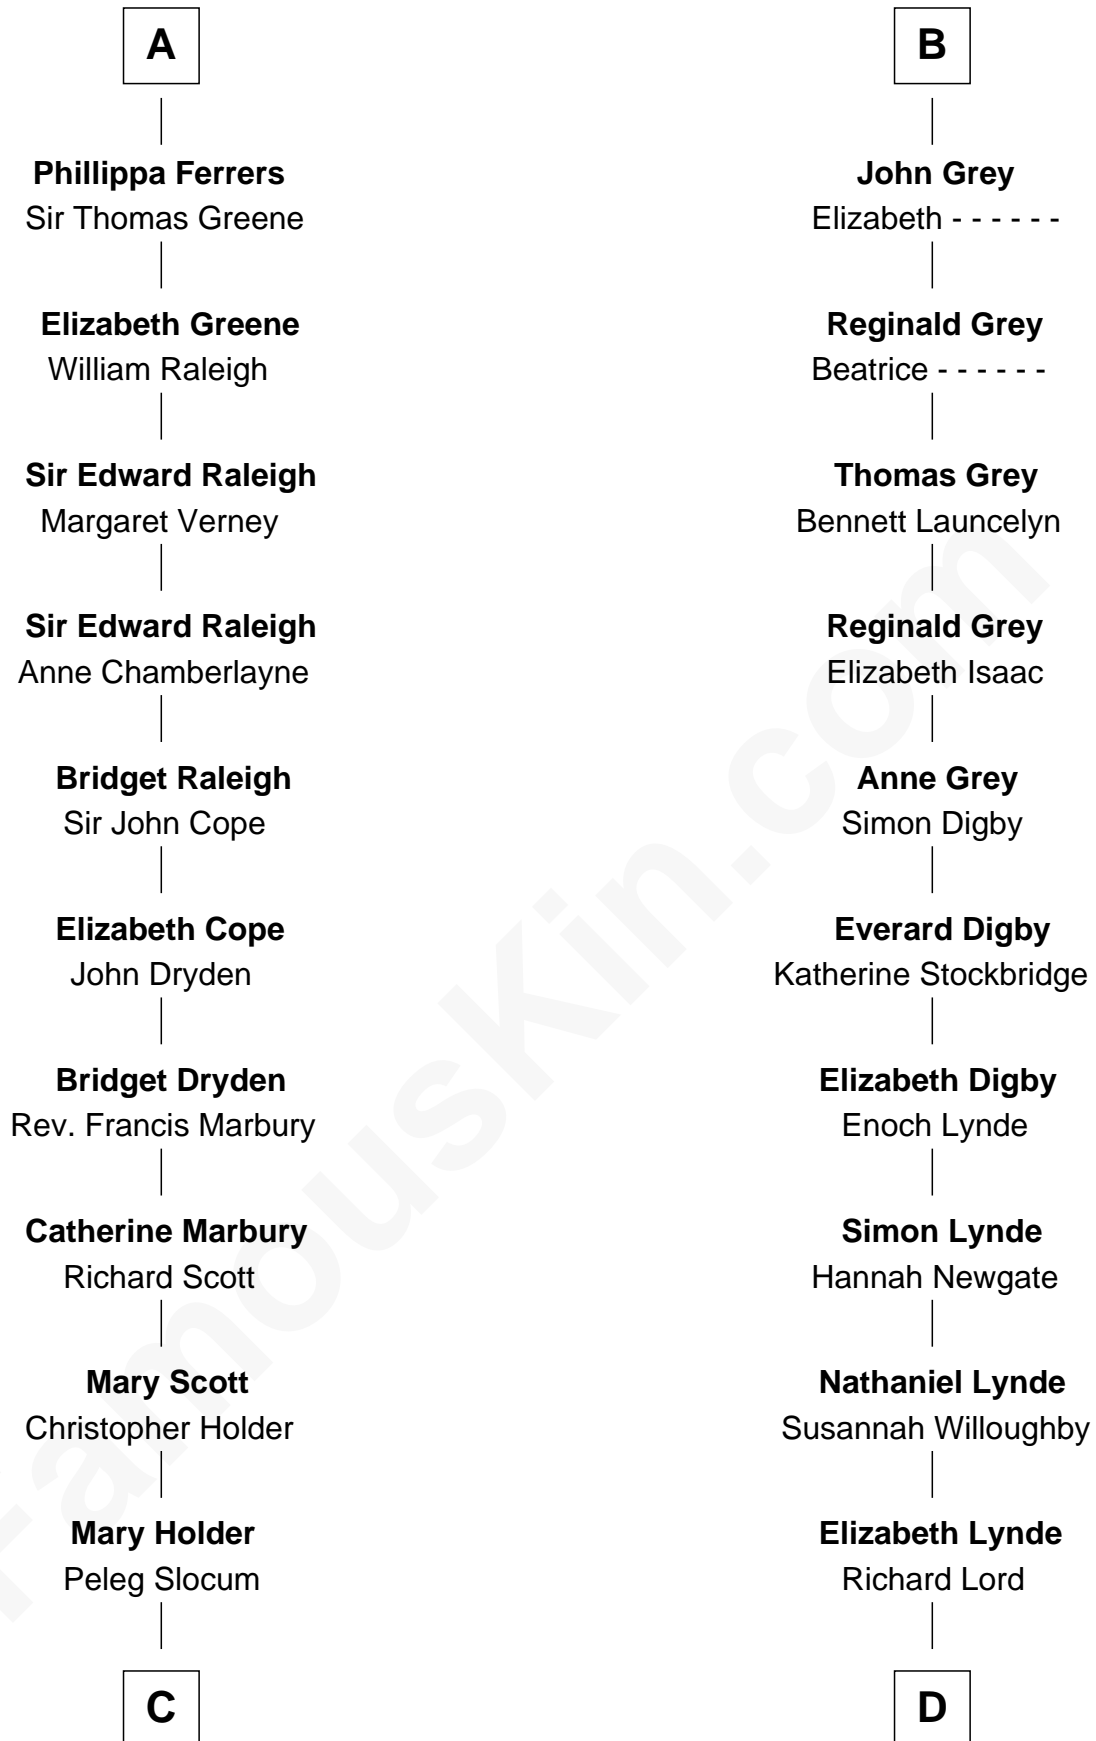 A
Phillippa Ferrers
Sir Thomas Greene
Elizabeth Greene
William Raleigh
Sir Edward Raleigh
Margaret Verney
Sir Edward Raleigh
Anne Chamberlayne
Bridget Raleigh
Sir John Cope
Elizabeth Cope
John Dryden
Bridget Dryden
Rev. Francis Marbury
Catherine Marbury
Richard Scott
Mary Scott
Christopher Holder
Mary Holder
Peleg Slocum
C
B
John Grey
Elizabeth - - - - - -
Reginald Grey
Beatrice - - - - - -
Thomas Grey
Bennett Launcelyn
Reginald Grey
Elizabeth Isaac
Anne Grey
Simon Digby
Everard Digby
Katherine Stockbridge
Elizabeth Digby
Enoch Lynde
Simon Lynde
Hannah Newgate
Nathaniel Lynde
Susannah Willoughby
Elizabeth Lynde
Richard Lord
D
FamousKin.com